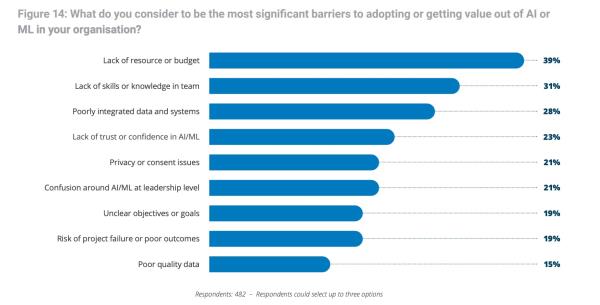 Figure 14: What do you consider to be the most significant barriers to adopting or getting value out of AI or
ML in your organisation?
Lack of resource or budget 39%
Lack of skills or knowledge in team 31%
Poorly integrated data and systems 28%
Lack of trust or confidence in AI/ML 23%
Privacy or consent issues 21%
Confusion around AI/ML at leadership level 21%
Unclear objectives or goals 19%
Risk of project failure or poor outcomes 19%
Poor quality data 15%
Respondents: 482 – Respondents could select up to three options